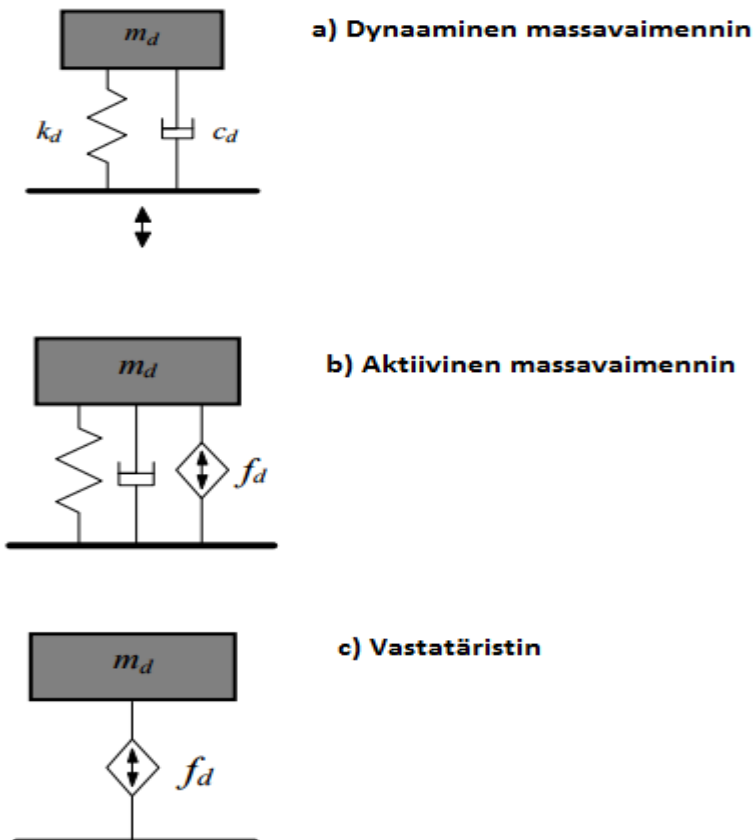 m_d
a) Dynaaminen massavaimennin
k_d
c_d
m_d
b) Aktiivinen massavaimennin
f_d
m_d
c) Vastatäristin
f_d